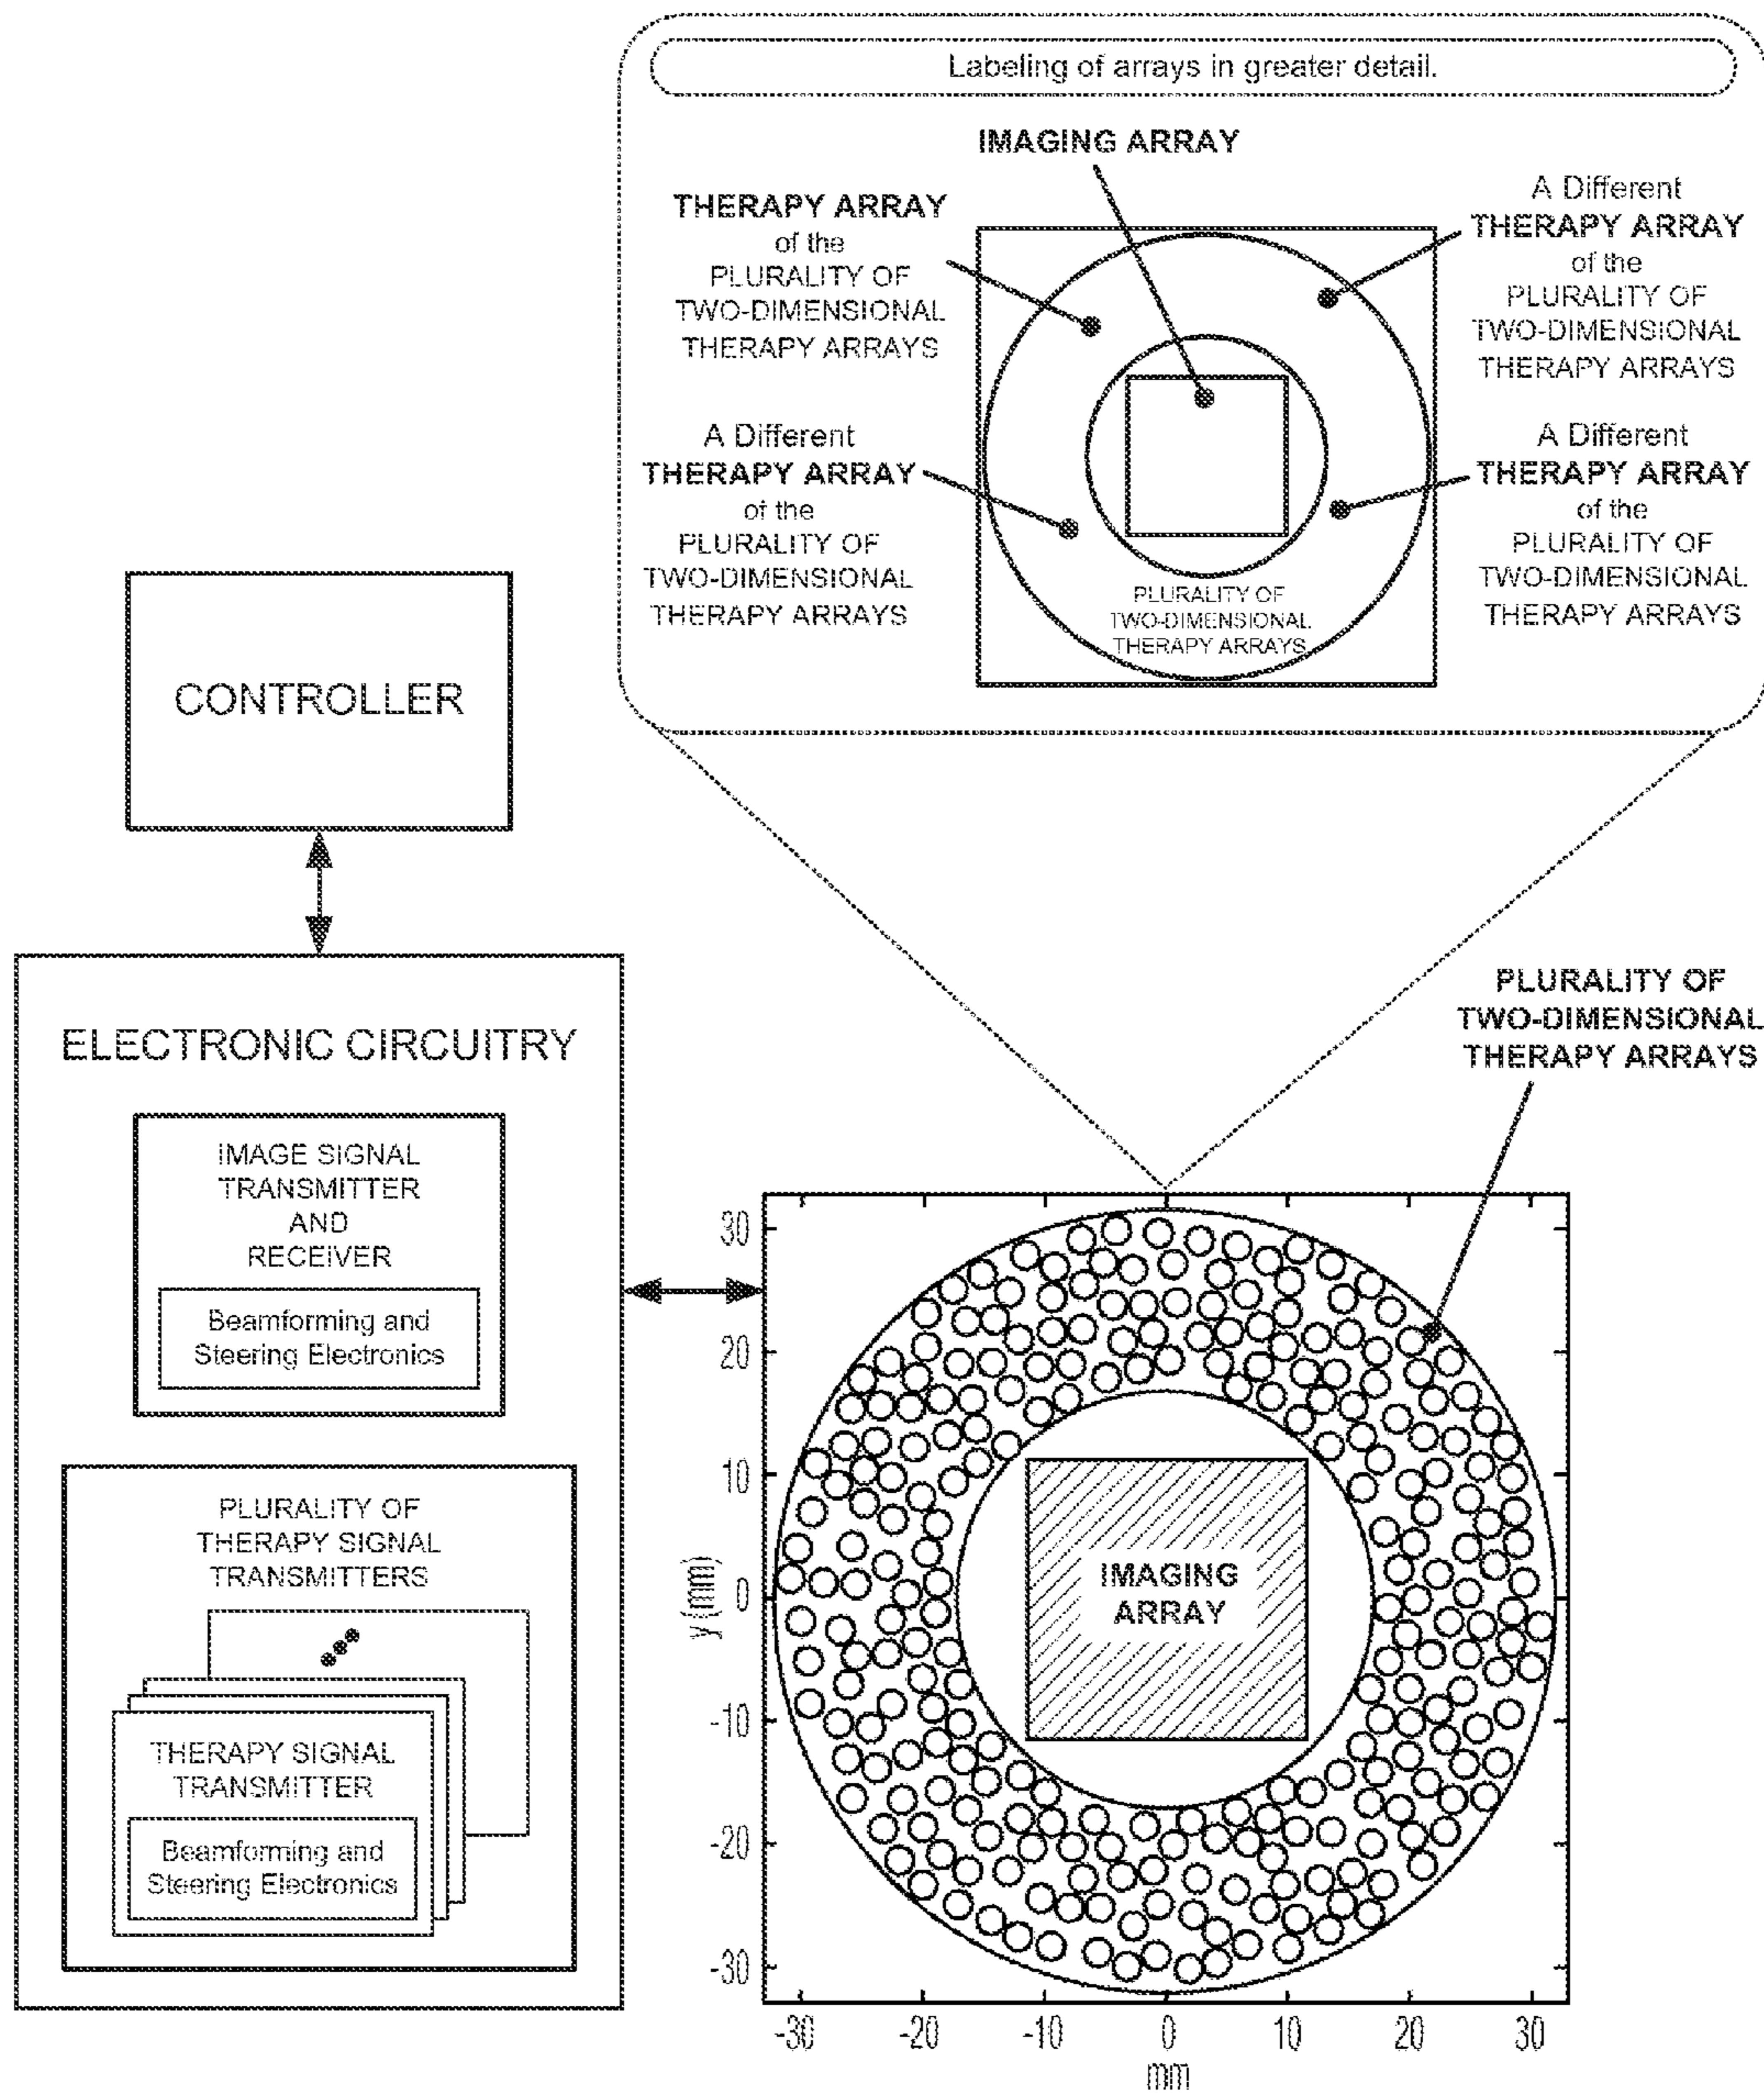 Labeling of arrays in greater detail.
IMAGING ARRAY
THERAPY ARRAY
of the
PLURALITY OF
TWO-DIMENSIONAL
THERAPY ARRAYS
A Different
THERAPY ARRAY
of the
PLURALITY OF
TWO-DIMENSIONAL
THERAPY ARRAYS
A Different
THERAPY ARRAY
of the
PLURALITY OF
TWO-DIMENSIONAL
THERAPY ARRAYS
A Different
THERAPY ARRAY
of the
PLURALITY OF
TWO-DIMENSIONAL
THERAPY ARRAYS
PLURALITY OF
TWO-DIMENSIONAL
THERAPY ARRAYS
CONTROLLER
ELECTRONIC CIRCUITRY
IMAGE SIGNAL
TRANSMITTER
AND
RECEIVER
Beamforming and
Steering Electronics
PLURALITY OF
THERAPY SIGNAL
TRANSMITTERS
THERAPY SIGNAL
TRANSMITTER
Beamforming and
Steering Electronics
PLURALITY OF
TWO-DIMENSIONAL
THERAPY ARRAYS
30
20
10
0
-10
-20
-30
y(mm)
IMAGING
ARRAY
-30 -20 -10 0 10 20 30
mm